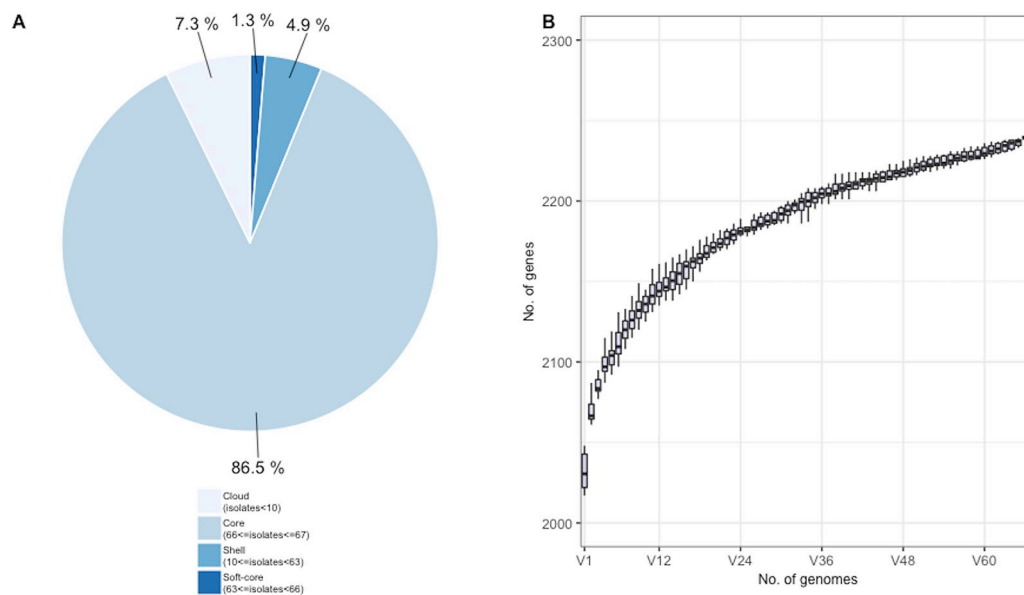 A
7.3 %
1.3 %
4.9 %
86.5 %
Cloud
(isolates<10)
Core
(66<=isolates<=67)
Shell
(10<=isolates<63)
Soft-core
(63<=isolates<66)
B
No. of genes
2300
2200
2100
2000
V1
V12
V24
V36
V48
V60
No. of genomes